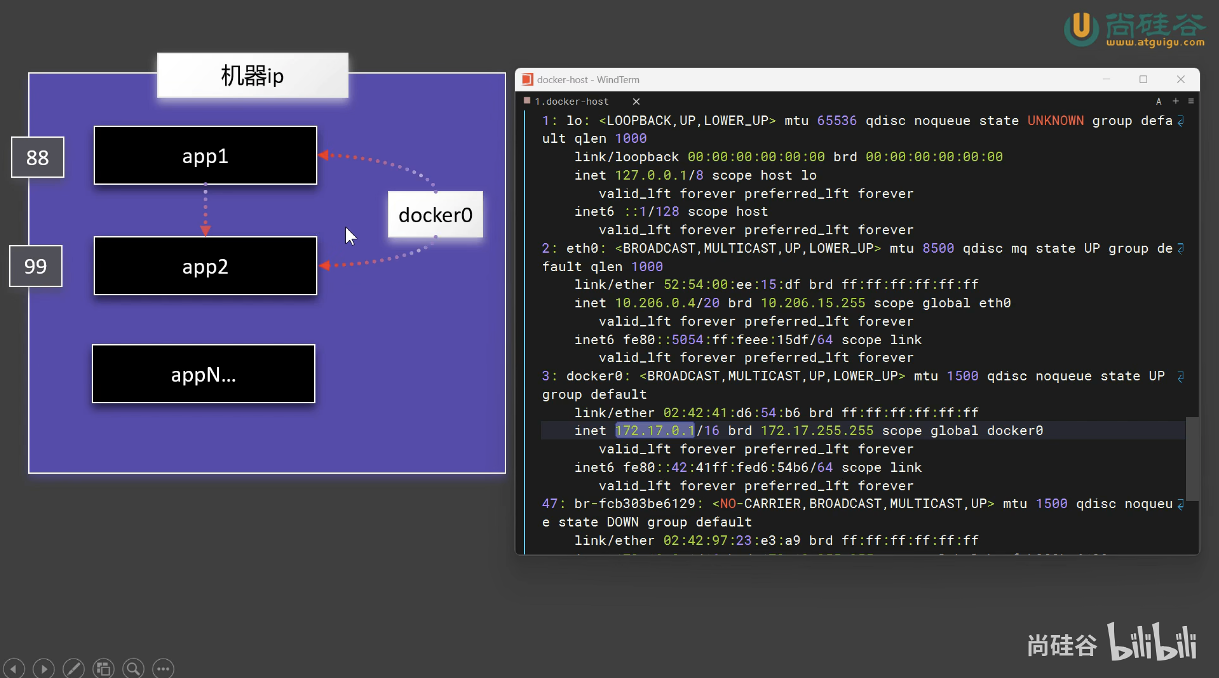 尚硅谷
www.atguigu.com
机器ip
88
app1
docker0
99
app2
appN...
docker-host - WindTerm
1.docker-host
A
1: lo: <LOOPBACK,UP,LOWER_UP> mtu 65536 qdisc noqueue state UNKNOWN group defa
ult qlen 1000
link/loopback 00:00:00:00:00:00 brd 00:00:00:00:00:00
inet 127.0.0.1/8 scope host lo
valid_lft forever preferred_lft forever
inet6 ::1/128 scope host
valid_lft forever preferred_lft forever
2: eth0: <BROADCAST,MULTICAST,UP,LOWER_UP> mtu 8500 qdisc mq state UP group de
fault qlen 1000
link/ether 52:54:00:ee:15:df brd ff:ff:ff:ff:ff:ff
inet 10.206.0.4/20 brd 10.206.15.255 scope global eth0
valid_lft forever preferred_lft forever
inet6 fe80::5054:ff:feee:15df/64 scope link
valid_lft forever preferred_lft forever
3: docker0: <BROADCAST,MULTICAST,UP,LOWER_UP> mtu 1500 qdisc noqueue state UP
group default
link/ether 02:42:41:d6:54:b6 brd ff:ff:ff:ff:ff:ff
inet 172.17.0.1/16 brd 172.17.255.255 scope global docker0
valid_lft forever preferred_lft forever
inet6 fe80::42:41ff:fed6:54b6/64 scope link
valid_lft forever preferred_lft forever
47: br-fcb303be6129: <NO-CARRIER,BROADCAST,MULTICAST,UP> mtu 1500 qdisc noqueu
e state DOWN group default
link/ether 02:42:97:23:e3:a9 brd ff:ff:ff:ff:ff:ff
尚硅谷 bilibili